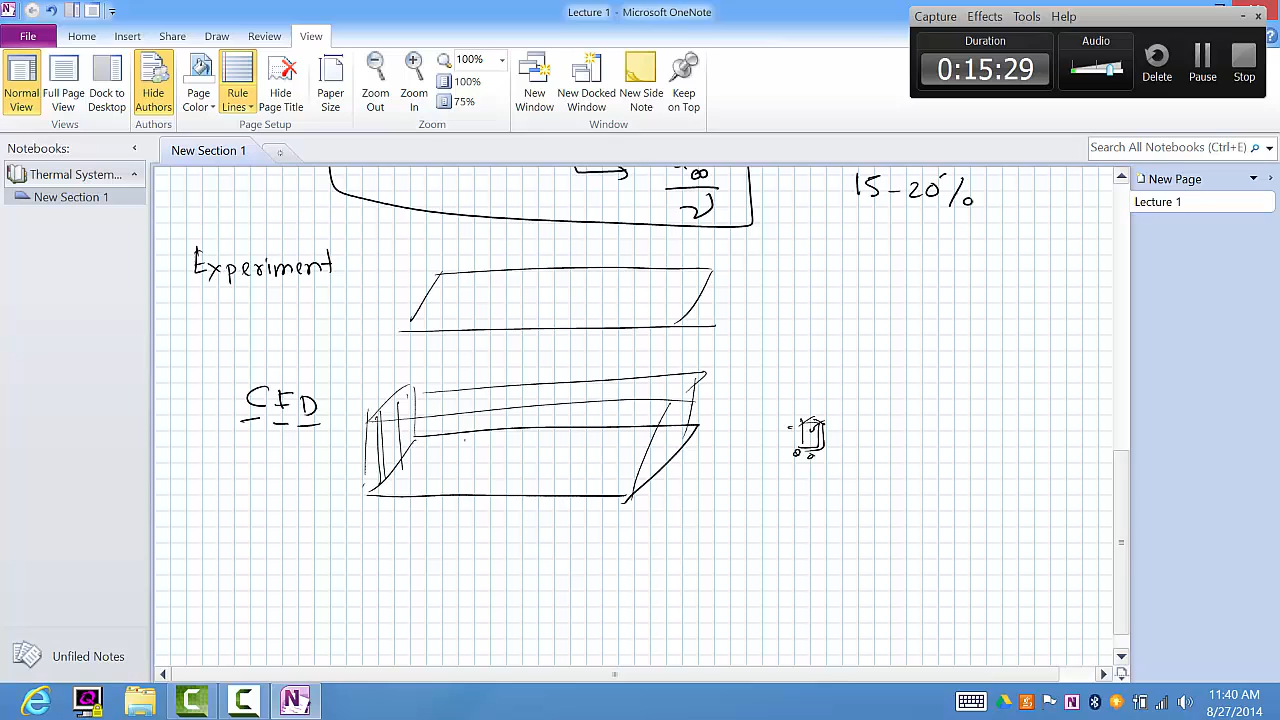 Lecture 1 - Microsoft OneNote
Capture Effects Tools Help
Duration
Audio
0:15:29
Delete Pause Stop
File Home Insert Share Draw Review View
Normal View
Full Page View
Dock to Desktop
Views
Hide Authors
Authors
Page Color
Rule Lines
Hide Page Title
Paper Size
Page Setup
Zoom Out
Zoom In
100%
100%
75%
Zoom
New Window
New Docked Window
New Side Note
Keep on Top
Window
Notebooks:
New Section 1
Search All Notebooks (Ctrl+E)
Thermal System...
New Section 1
New Page
Lecture 1
15-20%
Experiment
CFD
Unfiled Notes
11:40 AM
8/27/2014